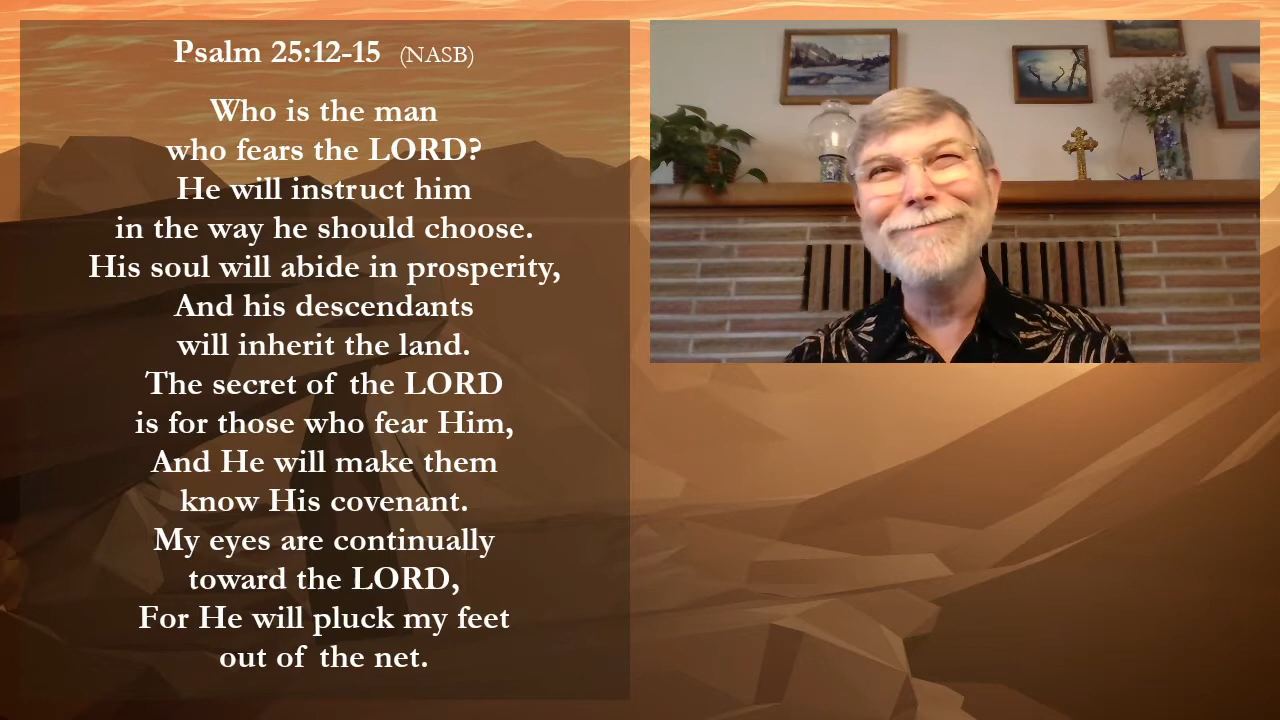 Psalm 25:12-15 (NASB)
Who is the man
who fears the LORD?
He will instruct him
in the way he should choose.
His soul will abide in prosperity,
And his descendants
will inherit the land.
The secret of the LORD
is for those who fear Him,
And He will make them
know His covenant.
My eyes are continually
toward the LORD,
For He will pluck my feet
out of the net.